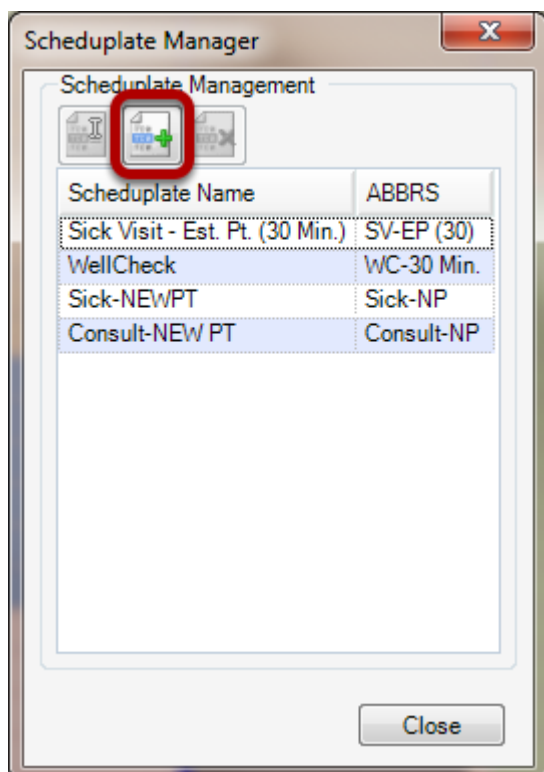 Scheduplate Manager
Scheduplate Management
Scheduplate Name ABBRS
Sick Visit - Est. Pt. (30 Min.) SV-EP (30)
WellCheck WC-30 Min.
Sick-NEWPT Sick-NP
Consult-NEW PT Consult-NP
Close